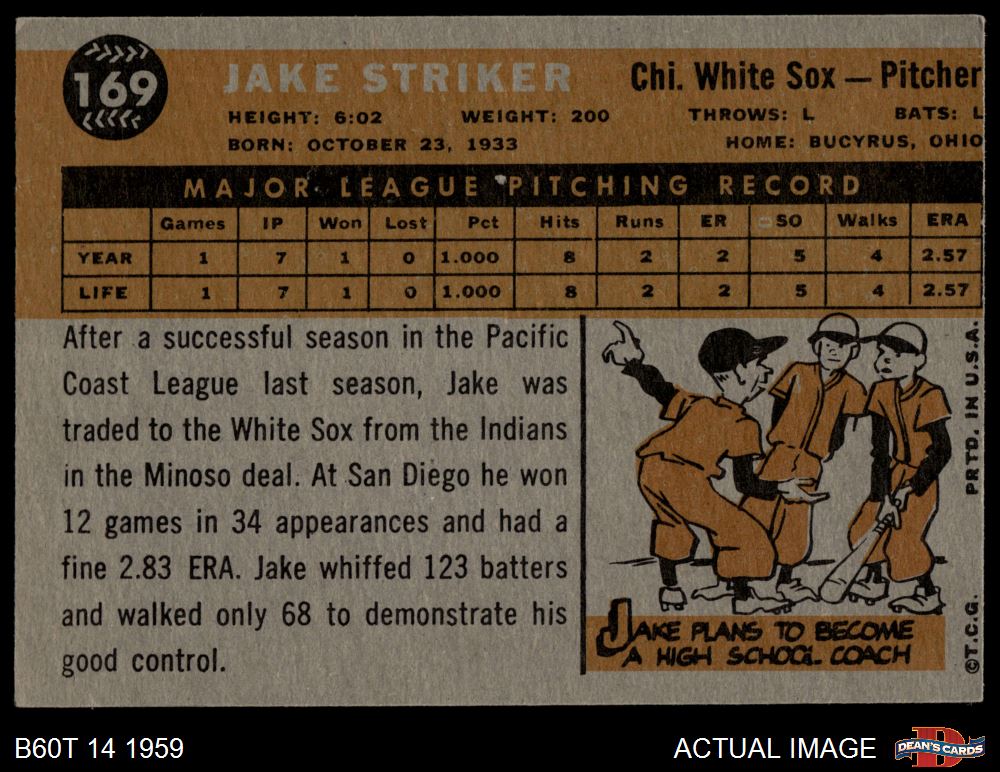 169
JAKE STRIKER
Chi. White Sox — Pitcher
HEIGHT: 6:02 WEIGHT: 200 THROWS: L BATS: L
BORN: OCTOBER 23, 1933 HOME: BUCYRUS, OHIO
MAJOR LEAGUE PITCHING RECORD
Games IP Won Lost Pct Hits Runs ER SO Walks ERA
YEAR 1 7 1 0 1.000 8 2 2 5 4 2.57
LIFE 1 7 1 0 1.000 8 2 2 5 4 2.57
After a successful season in the Pacific
Coast League last season, Jake was
traded to the White Sox from the Indians
in the Minoso deal. At San Diego he won
12 games in 34 appearances and had a
fine 2.83 ERA. Jake whiffed 123 batters
and walked only 68 to demonstrate his
good control.
JAKE PLANS TO BECOME
A HIGH SCHOOL COACH
©T.C.G. PRTD. IN U.S.A.
B60T 14 1959
ACTUAL IMAGE
D
DEAN'S CARDS